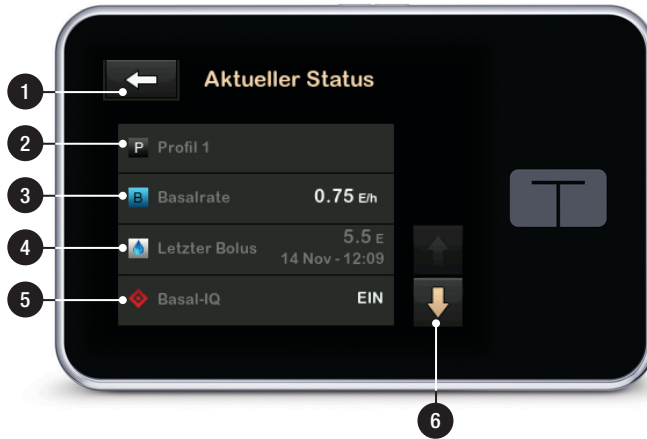 Aktueller Status
1
2
P Profil 1
3
B Basalrate 0.75 E/h
4
Letzter Bolus 5.5 E
14 Nov - 12:09
5
Basal-IQ EIN
6